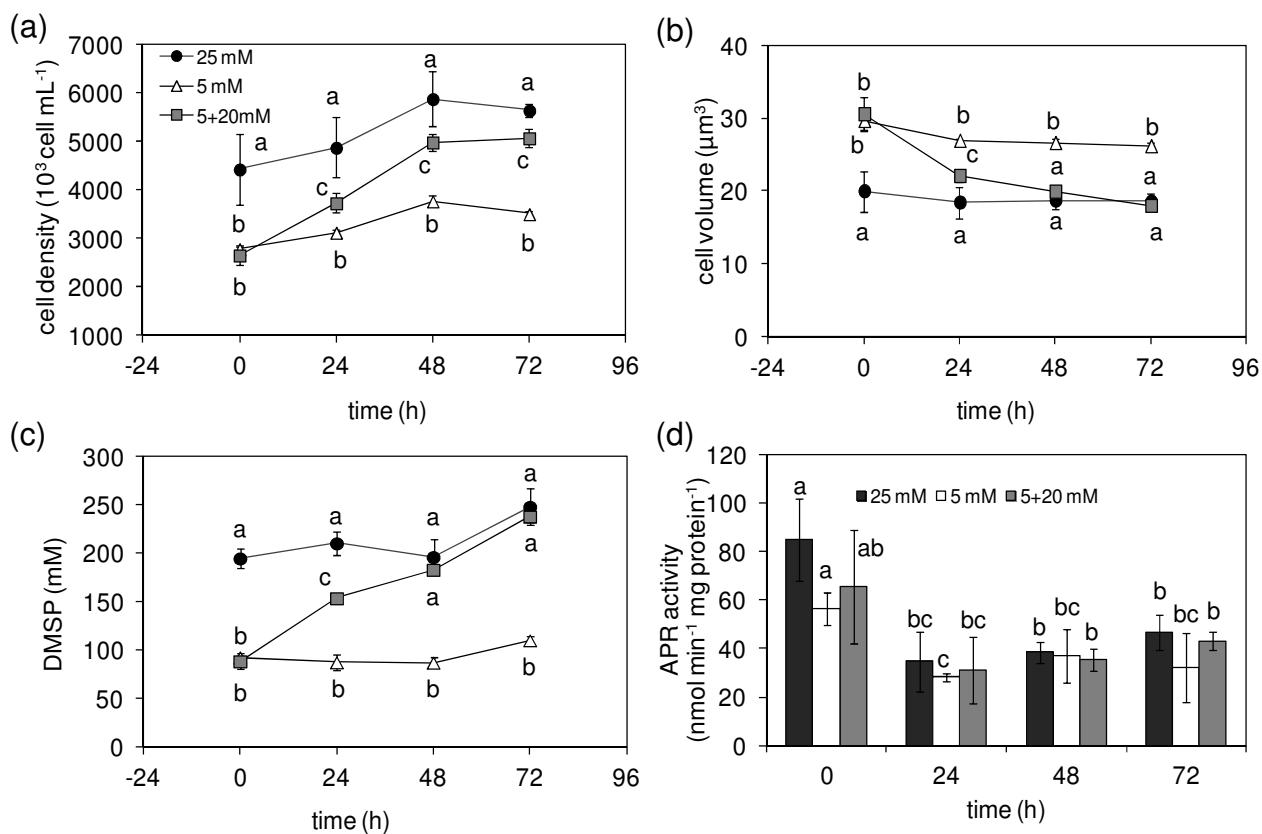 (a)
7000
6000
5000
4000
3000
2000
1000
cell density (10³ cell mL⁻¹)
25 mM
5 mM
5+20mM
a
a
a
a
b
c
c
c
b
b
b
b
-24 0 24 48 72 96
time (h)
(b)
40
30
20
10
0
cell volume (µm³)
b
b
b
b
b
c
a
a
a
a
a
a
-24 0 24 48 72 96
time (h)
(c)
300
250
200
150
100
50
0
DMSP (mM)
a
a
a
a
b
c
a
a
b
b
b
b
-24 0 24 48 72 96
time (h)
(d)
120
100
80
60
40
20
0
APR activity
(nmol min⁻¹ mg protein⁻¹)
25 mM 5 mM 5+20 mM
a
a
ab
bc
c
bc
b
bc
b
b
bc
b
0 24 48 72
time (h)